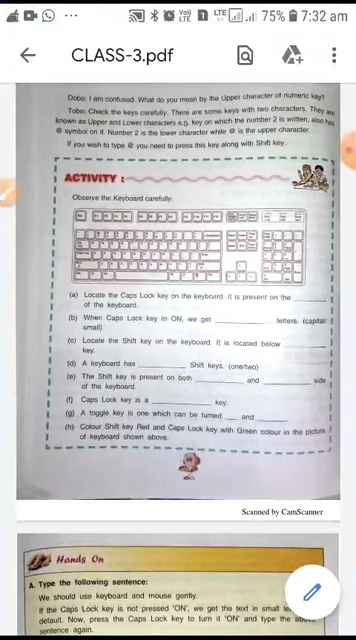 75% 7:32 am
CLASS-3.pdf
Dobo: I am confused. What do you mean by the Upper character of numeric key?
Tobo: Check the keys carefully. There are some keys with two characters. They are
known as Upper and Lower characters e.g. key on which the number 2 is written, also has
@ symbol on it. Number 2 is the lower character while @ is the upper character.
If you wish to type @ you need to press this key along with Shift key.
ACTIVITY :
Observe the Keyboard carefully.
(a) Locate the Caps Lock key on the keyboard. It is present on the ______
of the keyboard.
(b) When Caps Lock key in ON, we get ______ letters. (capital/
small)
(c) Locate the Shift key on the keyboard. It is located below ______
key.
(d) A keyboard has ______ Shift keys. (one/two)
(e) The Shift key is present on both ______ and ______ side
of the keyboard.
(f) Caps Lock key is a ______ key.
(g) A toggle key is one which can be turned ___ and ____
(h) Colour Shift key Red and Caps Lock key with Green colour in the picture
of keyboard shown above.
Scanned by CamScanner
Hands On
A. Type the following sentence:
We should use keyboard and mouse gently.
If the Caps Lock key is not pressed 'ON', we get the text in small
default. Now, press the Caps Lock key to turn it 'ON' and type the
sentence again.